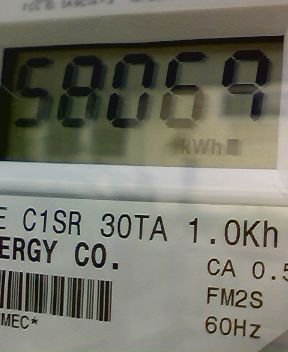 58069
kWh
E C1SR 30TA 1.0Kh
ERGY CO.
CA 0.5
FM2S
MEC*
60Hz